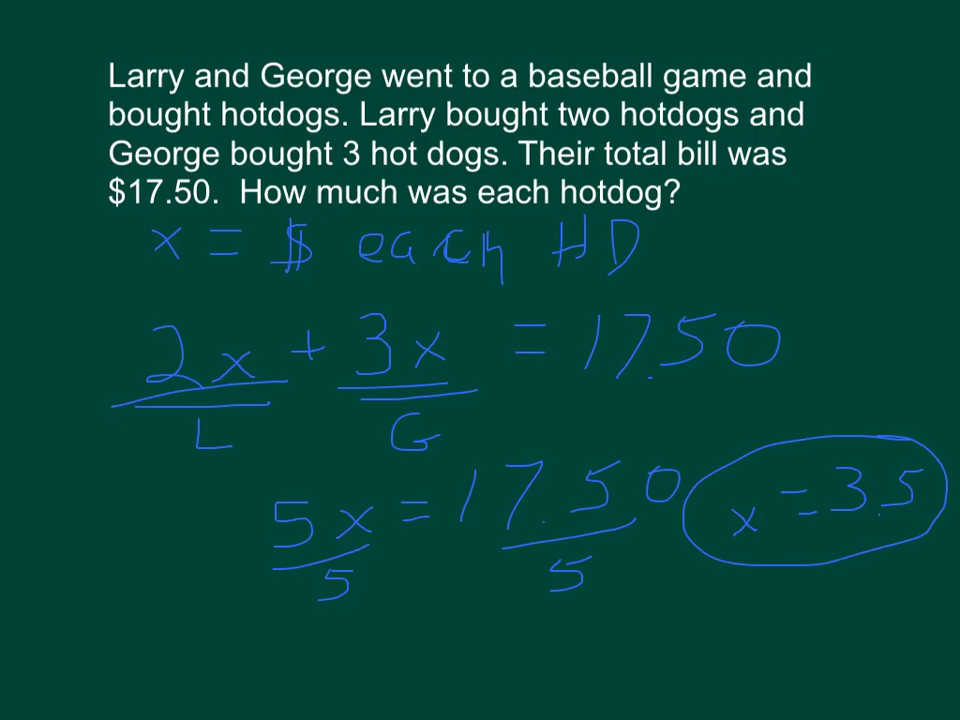 Larry and George went to a baseball game and
bought hotdogs. Larry bought two hotdogs and
George bought 3 hot dogs. Their total bill was
$17.50. How much was each hotdog?
x = $ each HD
2x + 3x = 17.50
L G
5x = 17.50 x = 3.5
5 5